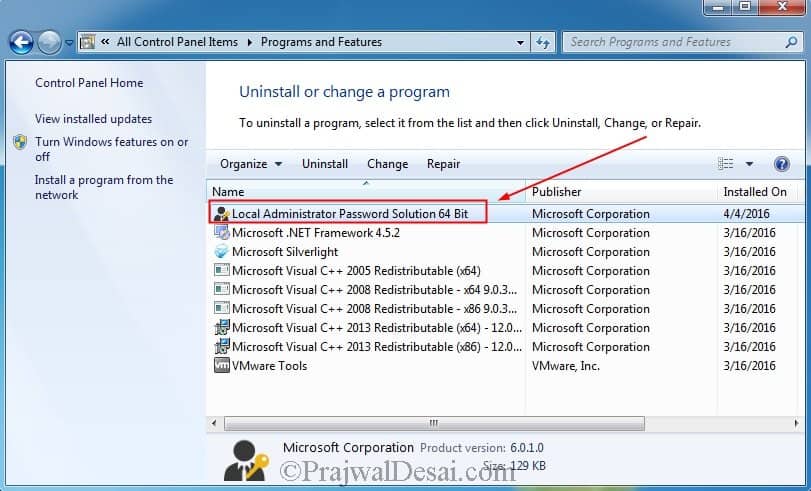 « All Control Panel Items ▸ Programs and Features
Search Programs and Features
Control Panel Home
View installed updates
Turn Windows features on or off
Install a program from the network
Uninstall or change a program
To uninstall a program, select it from the list and then click Uninstall, Change, or Repair.
Organize Uninstall Change Repair
Name Publisher Installed On
Local Administrator Password Solution 64 Bit Microsoft Corporation 4/4/2016
Microsoft .NET Framework 4.5.2 Microsoft Corporation 3/16/2016
Microsoft Silverlight Microsoft Corporation 3/16/2016
Microsoft Visual C++ 2005 Redistributable (x64) Microsoft Corporation 3/16/2016
Microsoft Visual C++ 2008 Redistributable - x64 9.0.3... Microsoft Corporation 3/16/2016
Microsoft Visual C++ 2008 Redistributable - x86 9.0.3... Microsoft Corporation 3/16/2016
Microsoft Visual C++ 2013 Redistributable (x64) - 12.0... Microsoft Corporation 3/16/2016
Microsoft Visual C++ 2013 Redistributable (x86) - 12.0... Microsoft Corporation 3/16/2016
VMware Tools VMware, Inc. 3/16/2016
Microsoft Corporation Product version: 6.0.1.0
Size: 129 KB
©PrajwalDesai.com